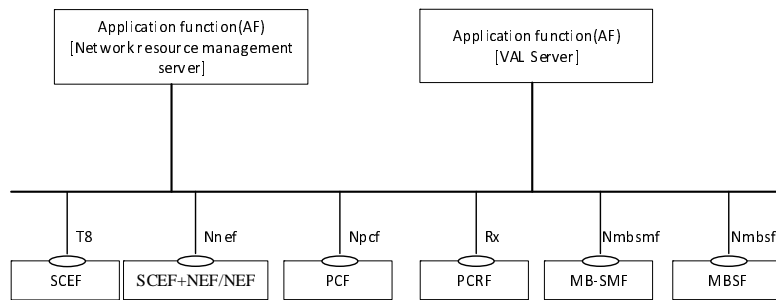 Application function(AF)
[Network resource management
server]
Application function(AF)
[VAL Server]
T8
Nnef
Npcf
Rx
Nmbsmf
Nmbsf
SCEF
SCEF+NEF/NEF
PCF
PCRF
MB-SMF
MBSF